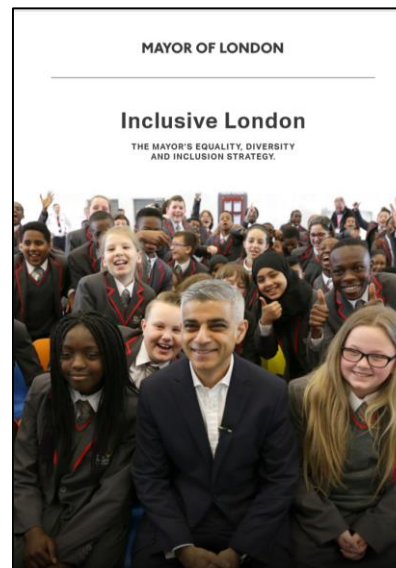 MAYOR OF LONDON
Inclusive London
THE MAYOR'S EQUALITY, DIVERSITY
AND INCLUSION STRATEGY.